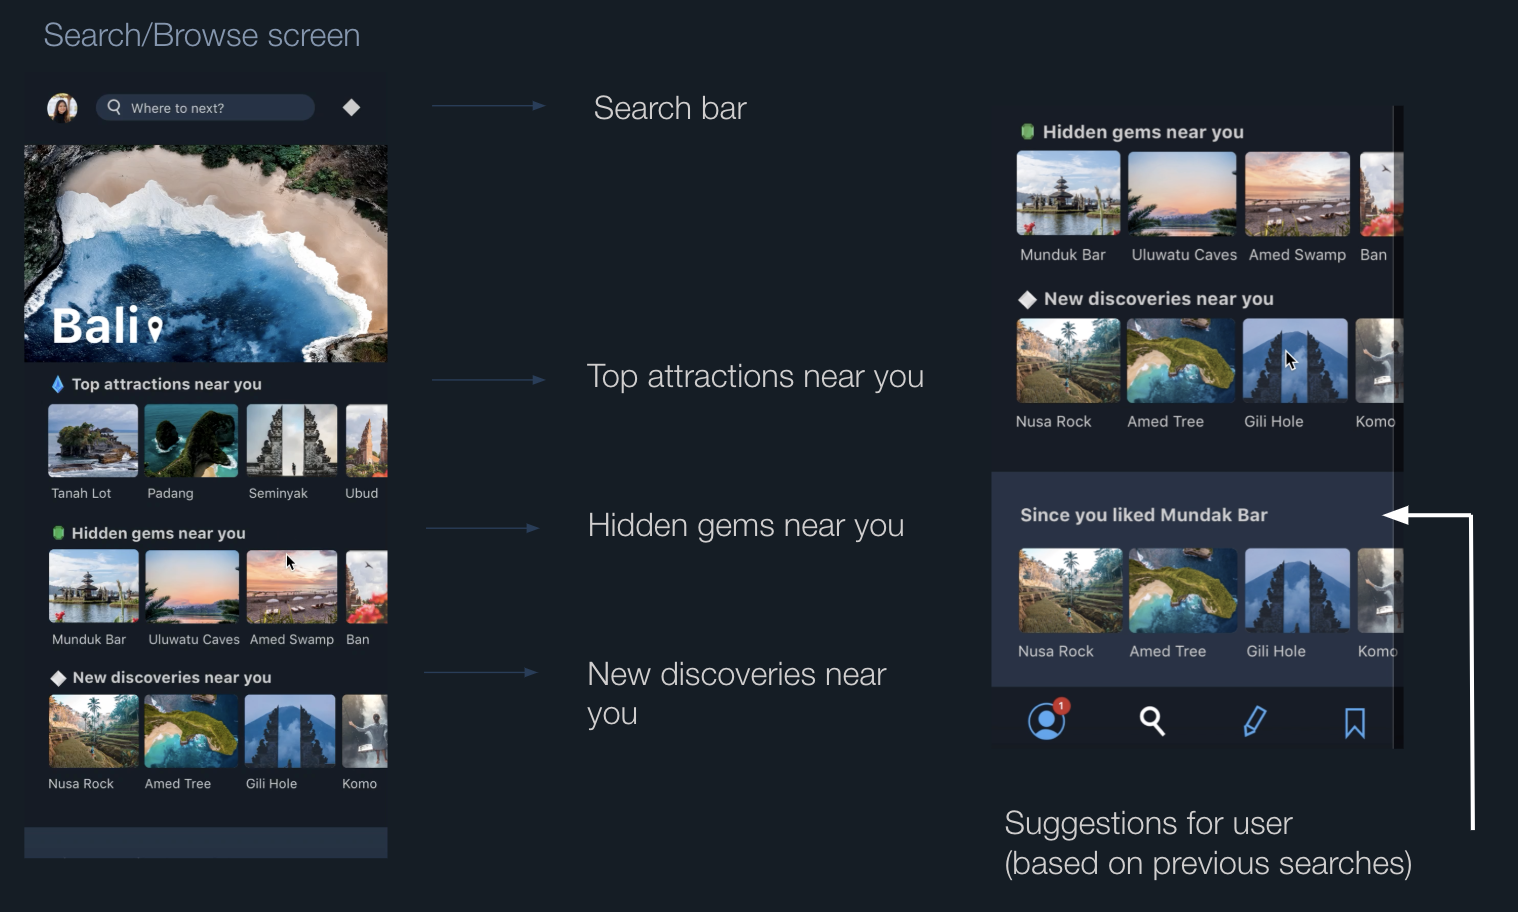 Search/Browse screen
Where to next?
Bali
Top attractions near you
Tanah Lot Padang Seminyak Ubud
Hidden gems near you
Munduk Bar Uluwatu Caves Amed Swamp Ban
New discoveries near you
Nusa Rock Amed Tree Gili Hole Komo
Search bar
Top attractions near you
Hidden gems near you
New discoveries near
you
Hidden gems near you
Munduk Bar Uluwatu Caves Amed Swamp Ban
New discoveries near you
Nusa Rock Amed Tree Gili Hole Komo
Since you liked Mundak Bar
Nusa Rock Amed Tree Gili Hole Komo
1
Suggestions for user
(based on previous searches)